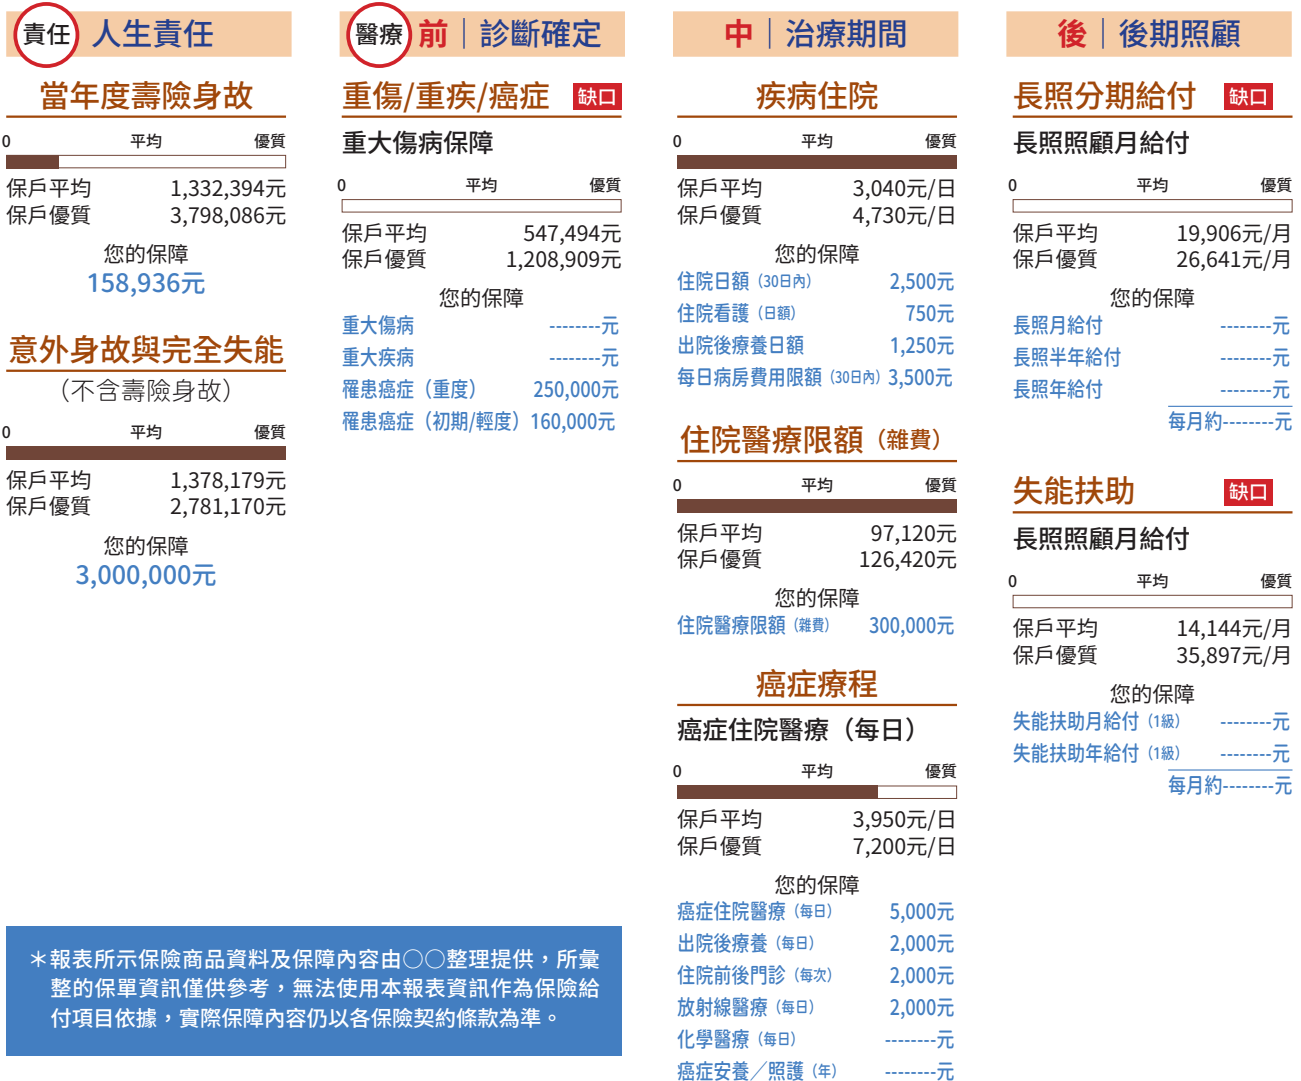 責任 人生責任
當年度壽險身故
0 平均 優質
保戶平均 1,332,394元
保戶優質 3,798,086元
您的保障
158,936元
意外身故與完全失能
（不含壽險身故）
0 平均 優質
保戶平均 1,378,179元
保戶優質 2,781,170元
您的保障
3,000,000元
醫療 前｜診斷確定
重傷/重疾/癌症 缺口
重大傷病保障
0 平均 優質
保戶平均 547,494元
保戶優質 1,208,909元
您的保障
重大傷病 --------元
重大疾病 --------元
罹患癌症（重度） 250,000元
罹患癌症（初期/輕度）160,000元
中｜治療期間
疾病住院
0 平均 優質
保戶平均 3,040元/日
保戶優質 4,730元/日
您的保障
住院日額（30日內） 2,500元
住院看護（日額） 750元
出院後療養日額 1,250元
每日病房費用限額（30日內）3,500元
住院醫療限額（雜費）
0 平均 優質
保戶平均 97,120元
保戶優質 126,420元
您的保障
住院醫療限額（雜費） 300,000元
癌症療程
癌症住院醫療（每日）
0 平均 優質
保戶平均 3,950元/日
保戶優質 7,200元/日
您的保障
癌症住院醫療（每日） 5,000元
出院後療養（每日） 2,000元
住院前後門診（每次） 2,000元
放射線醫療（每日） 2,000元
化學醫療（每日） --------元
癌症安養／照護（年） --------元
後｜後期照顧
長照分期給付 缺口
長照照顧月給付
0 平均 優質
保戶平均 19,906元/月
保戶優質 26,641元/月
您的保障
長照月給付 --------元
長照半年給付 --------元
長照年給付 --------元
每月約--------元
失能扶助 缺口
長照照顧月給付
0 平均 優質
保戶平均 14,144元/月
保戶優質 35,897元/月
您的保障
失能扶助月給付（1級） --------元
失能扶助年給付（1級） --------元
每月約--------元
＊報表所示保險商品資料及保障內容由○○整理提供，所彙
整的保單資訊僅供參考，無法使用本報表資訊作為保險給
付項目依據，實際保障內容仍以各保險契約條款為準。